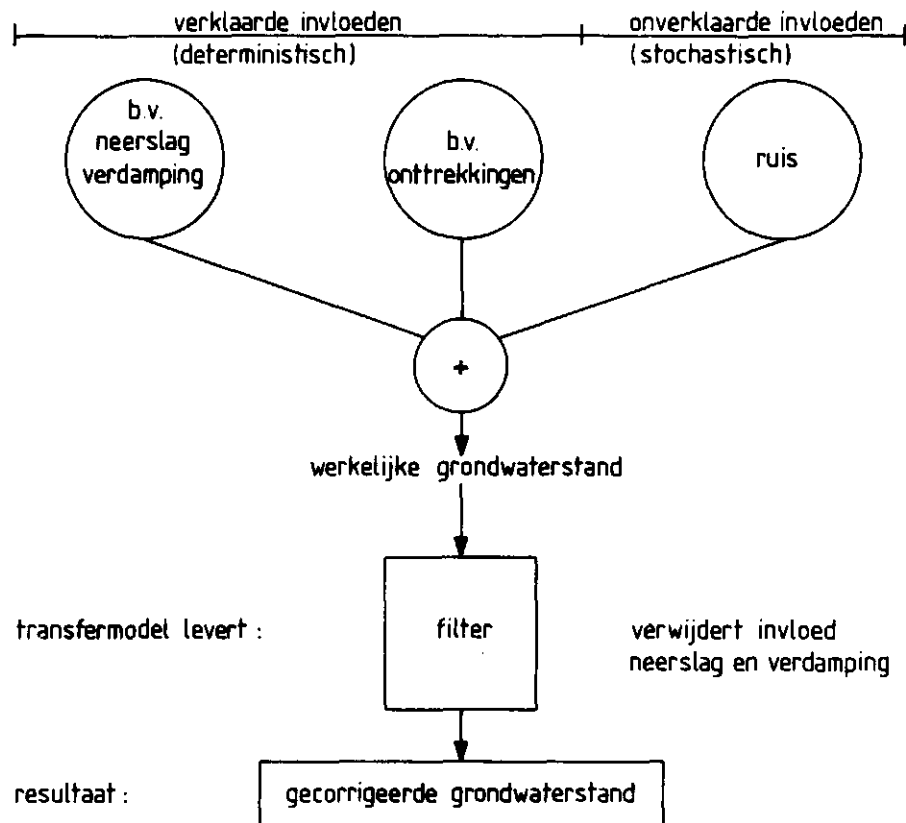 verklaarde invloeden
(deterministisch)
onverklaarde invloeden
(stochastisch)
b.v.
neerslag
verdamping
b.v.
onttrekkingen
ruis
+
werkelijke grondwaterstand
transfermodel levert :
filter
verwijdert invloed
neerslag en verdamping
resultaat :
gecorrigeerde grondwaterstand